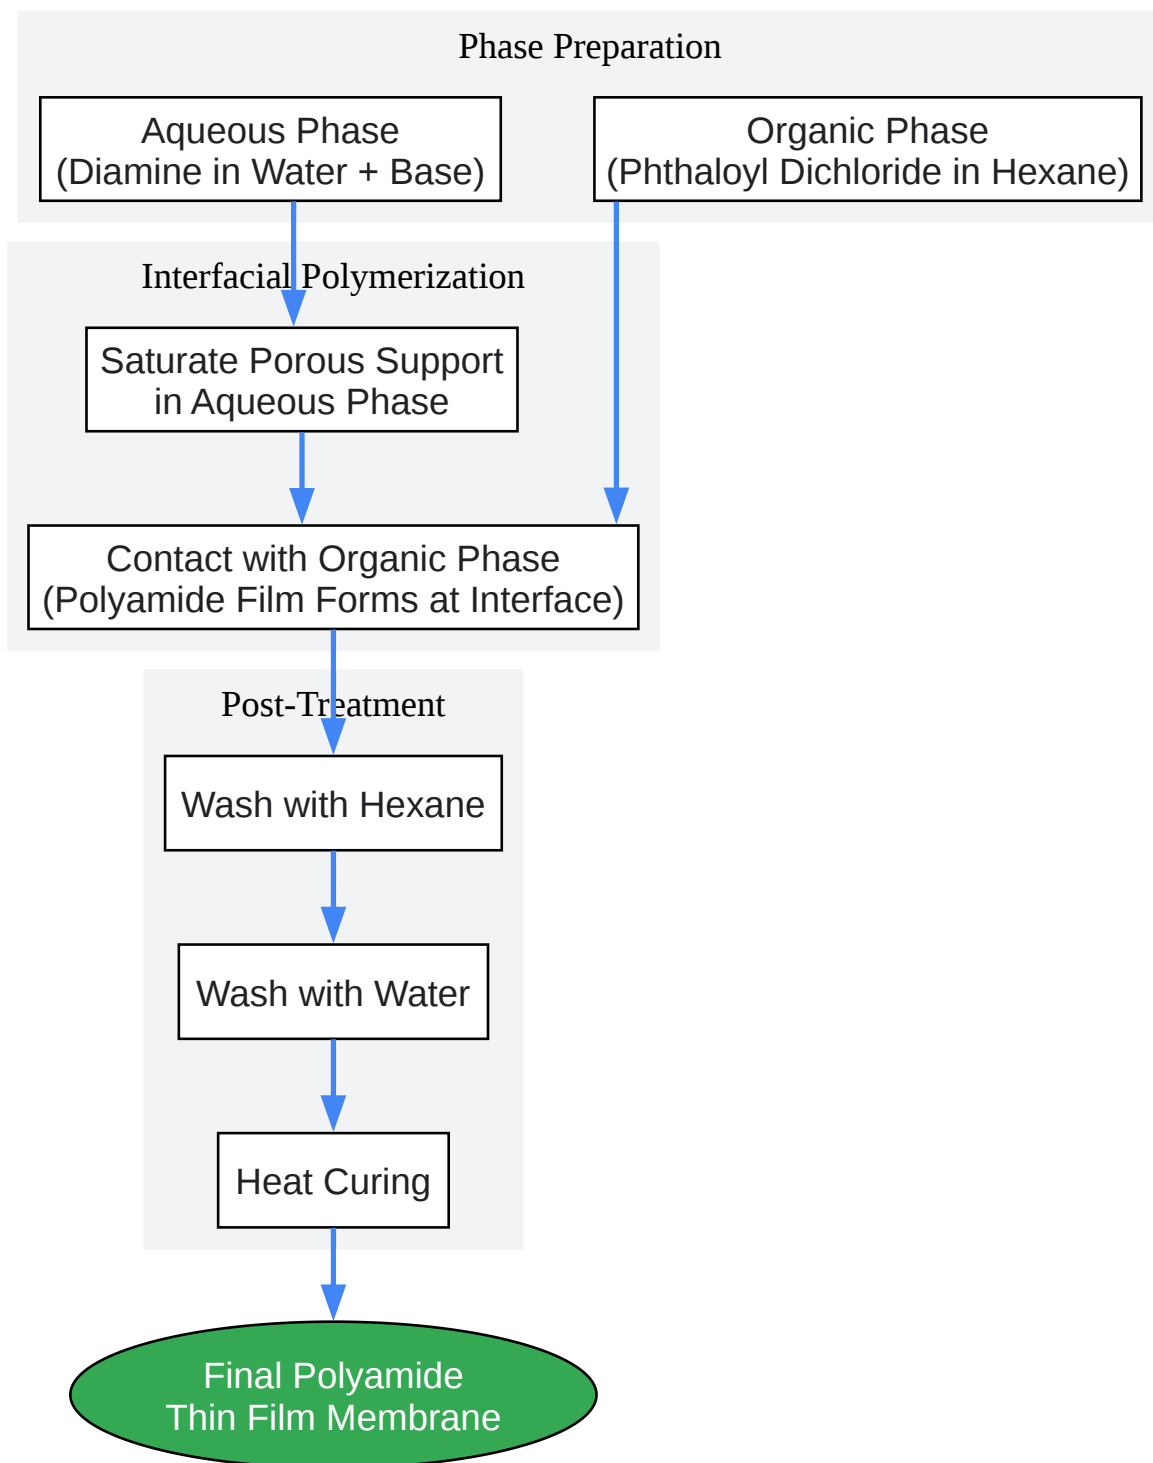 Phase Preparation
Aqueous Phase
(Diamine in Water + Base)
Organic Phase
(Phthaloyl Dichloride in Hexane)
Interfacial Polymerization
Saturate Porous Support
in Aqueous Phase
Contact with Organic Phase
(Polyamide Film Forms at Interface)
Post-Treatment
Wash with Hexane
Wash with Water
Heat Curing
Final Polyamide
Thin Film Membrane